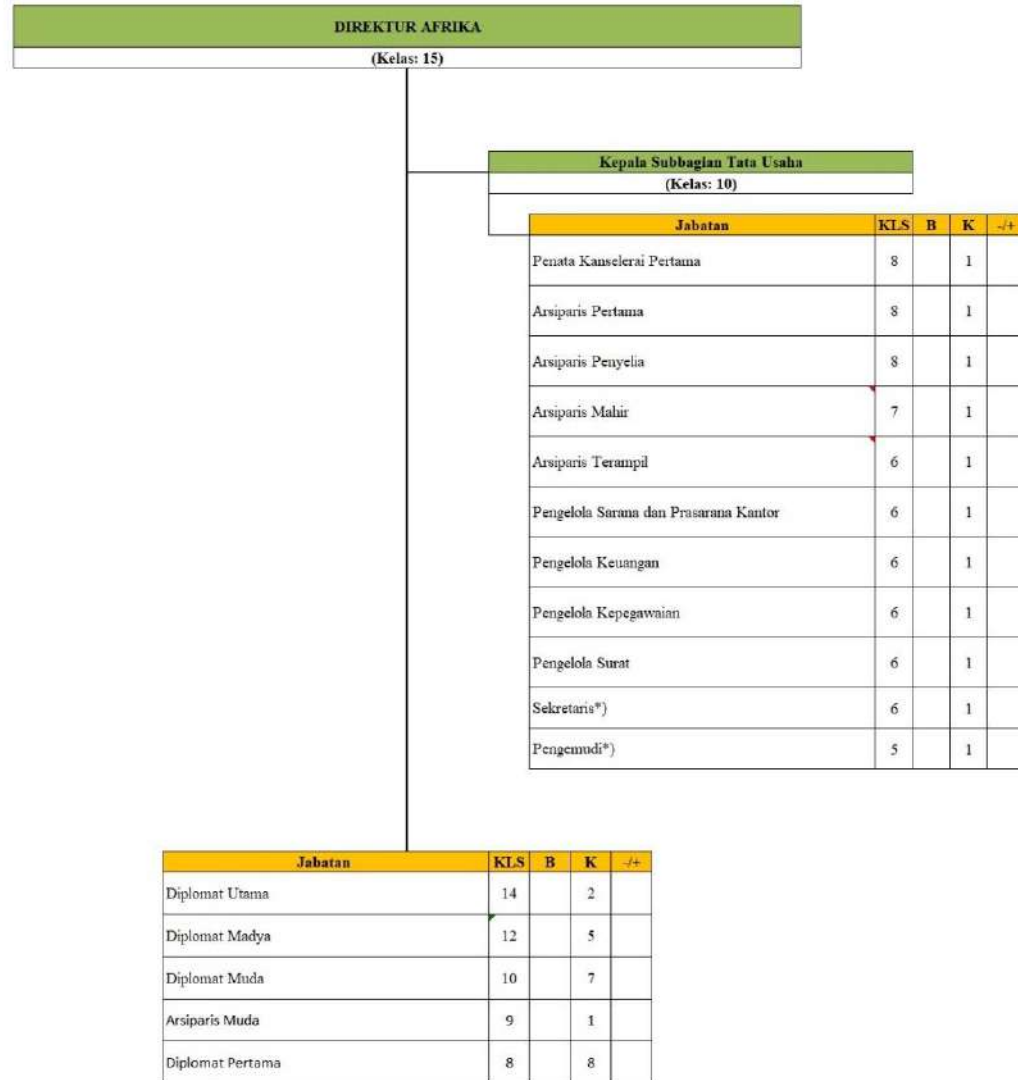 DIREKTUR AFRIKA
(Kelas: 15)
Kepala Subbagian Tata Usaha
(Kelas: 10)
Jabatan KLS B K -/+
Penata Kanselerai Pertama 8 1
Arsiparis Pertama 8 1
Arsiparis Penyelia 8 1
Arsiparis Mahir 7 1
Arsiparis Terampil 6 1
Pengelola Sarana dan Prasarana Kantor 6 1
Pengelola Keuangan 6 1
Pengelola Kepegawaian 6 1
Pengelola Surat 6 1
Sekretaris*) 6 1
Pengemudi*) 5 1
Jabatan KLS B K -/+
Diplomat Utama 14 2
Diplomat Madya 12 5
Diplomat Muda 10 7
Arsiparis Muda 9 1
Diplomat Pertama 8 8